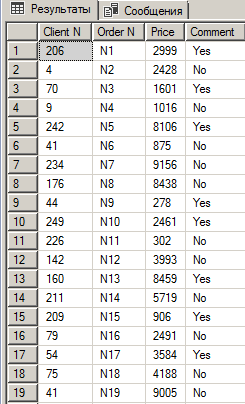 Результаты Сообщения
Client N Order N Price Comment
1 206 N1 2999 Yes
2 4 N2 2428 No
3 70 N3 1601 Yes
4 9 N4 1016 No
5 242 N5 8106 Yes
6 41 N6 875 No
7 234 N7 9156 No
8 176 N8 8438 No
9 44 N9 278 Yes
10 249 N10 2461 Yes
11 226 N11 302 No
12 142 N12 3993 No
13 160 N13 8459 Yes
14 211 N14 5719 No
15 209 N15 906 Yes
16 79 N16 2491 No
17 54 N17 3584 Yes
18 75 N18 4188 No
19 41 N19 9005 No